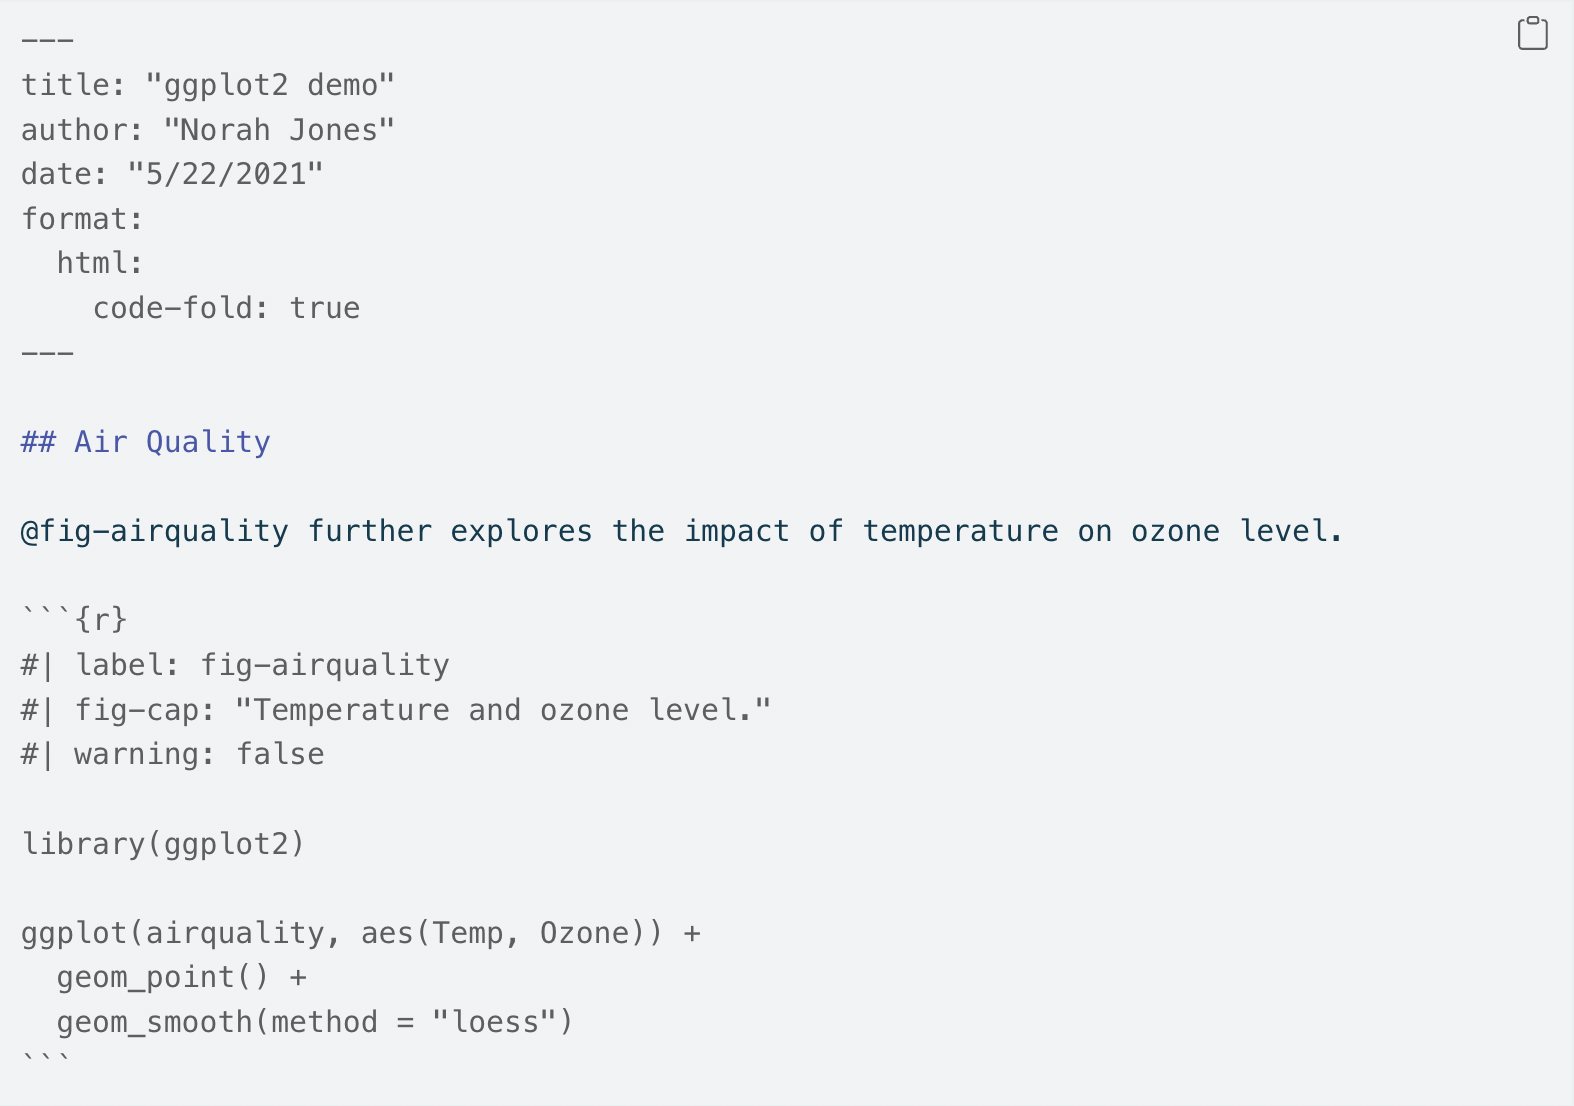 ---
title: "ggplot2 demo"
author: "Norah Jones"
date: "5/22/2021"
format:
  html:
    code-fold: true
---

## Air Quality

@fig-airquality further explores the impact of temperature on ozone level.

```{r}
#| label: fig-airquality
#| fig-cap: "Temperature and ozone level."
#| warning: false

library(ggplot2)

ggplot(airquality, aes(Temp, Ozone)) +
  geom_point() +
  geom_smooth(method = "loess")
```